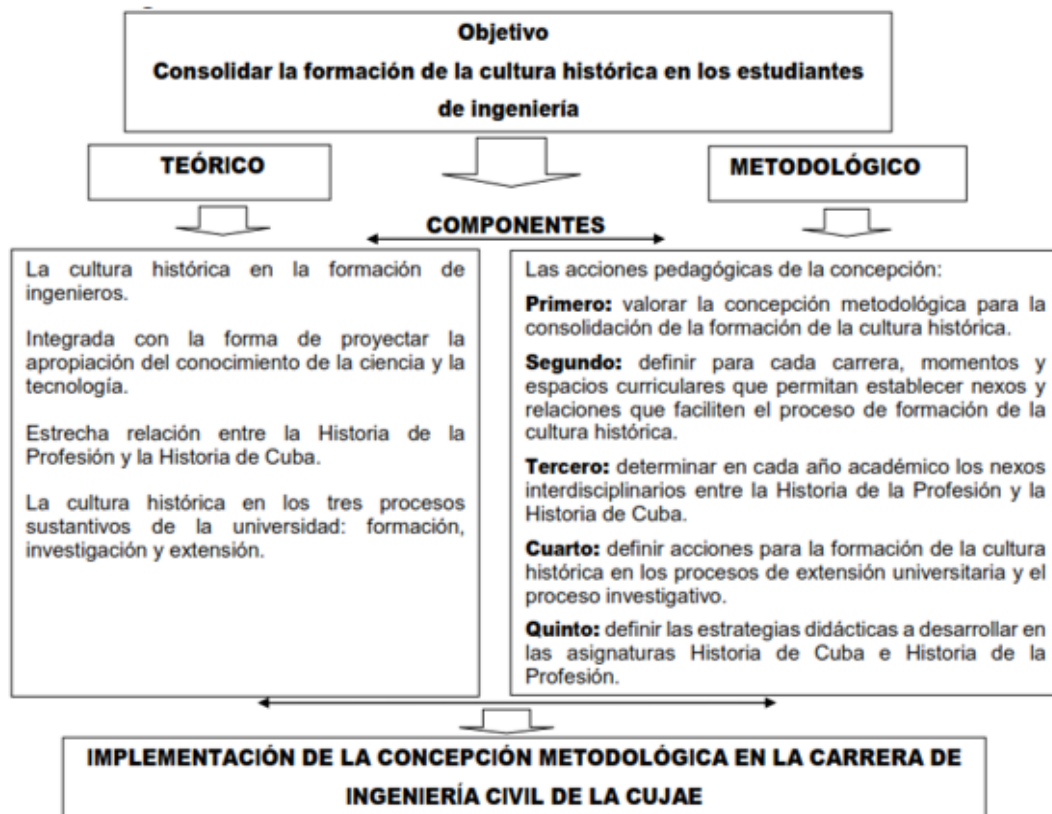 Objetivo
Consolidar la formación de la cultura histórica en los estudiantes
de ingeniería
TEÓRICO
METODOLÓGICO
COMPONENTES
La cultura histórica en la formación de
ingenieros.
Integrada con la forma de proyectar la
apropiación del conocimiento de la ciencia y la
tecnología.
Estrecha relación entre la Historia de la
Profesión y la Historia de Cuba.
La cultura histórica en los tres procesos
sustantivos de la universidad: formación,
investigación y extensión.
Las acciones pedagógicas de la concepción:
Primero: valorar la concepción metodológica para la
consolidación de la formación de la cultura histórica.
Segundo: definir para cada carrera, momentos y
espacios curriculares que permitan establecer nexos y
relaciones que faciliten el proceso de formación de la
cultura histórica.
Tercero: determinar en cada año académico los nexos
interdisciplinarios entre la Historia de la Profesión y la
Historia de Cuba.
Cuarto: definir acciones para la formación de la cultura
histórica en los procesos de extensión universitaria y el
proceso investigativo.
Quinto: definir las estrategias didácticas a desarrollar en
las asignaturas Historia de Cuba e Historia de la
Profesión.
IMPLEMENTACIÓN DE LA CONCEPCIÓN METODOLÓGICA EN LA CARRERA DE
INGENIERÍA CIVIL DE LA CUJAE